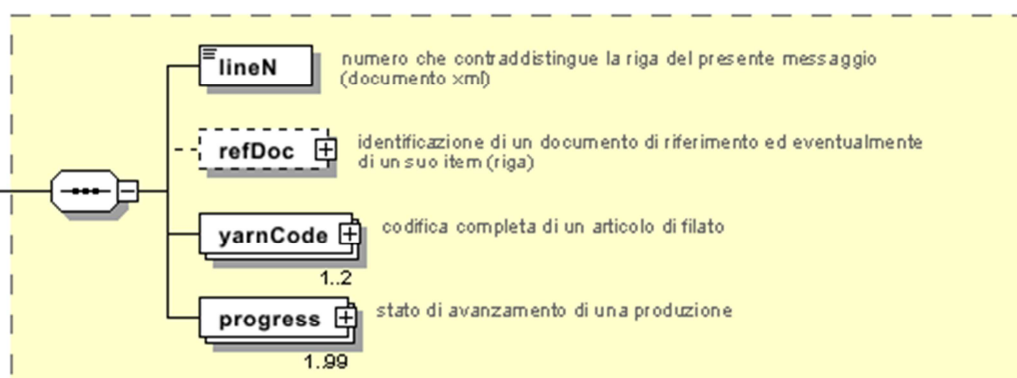 lineN
numero che contraddistingue la riga del presente messaggio
(documento xml)
refDoc
identificazione di un documento di riferimento ed eventualmente
di un suo item (riga)
yarnCode
codifica completa di un articolo di filato
1..2
progress
stato di avanzamento di una produzione
1..99